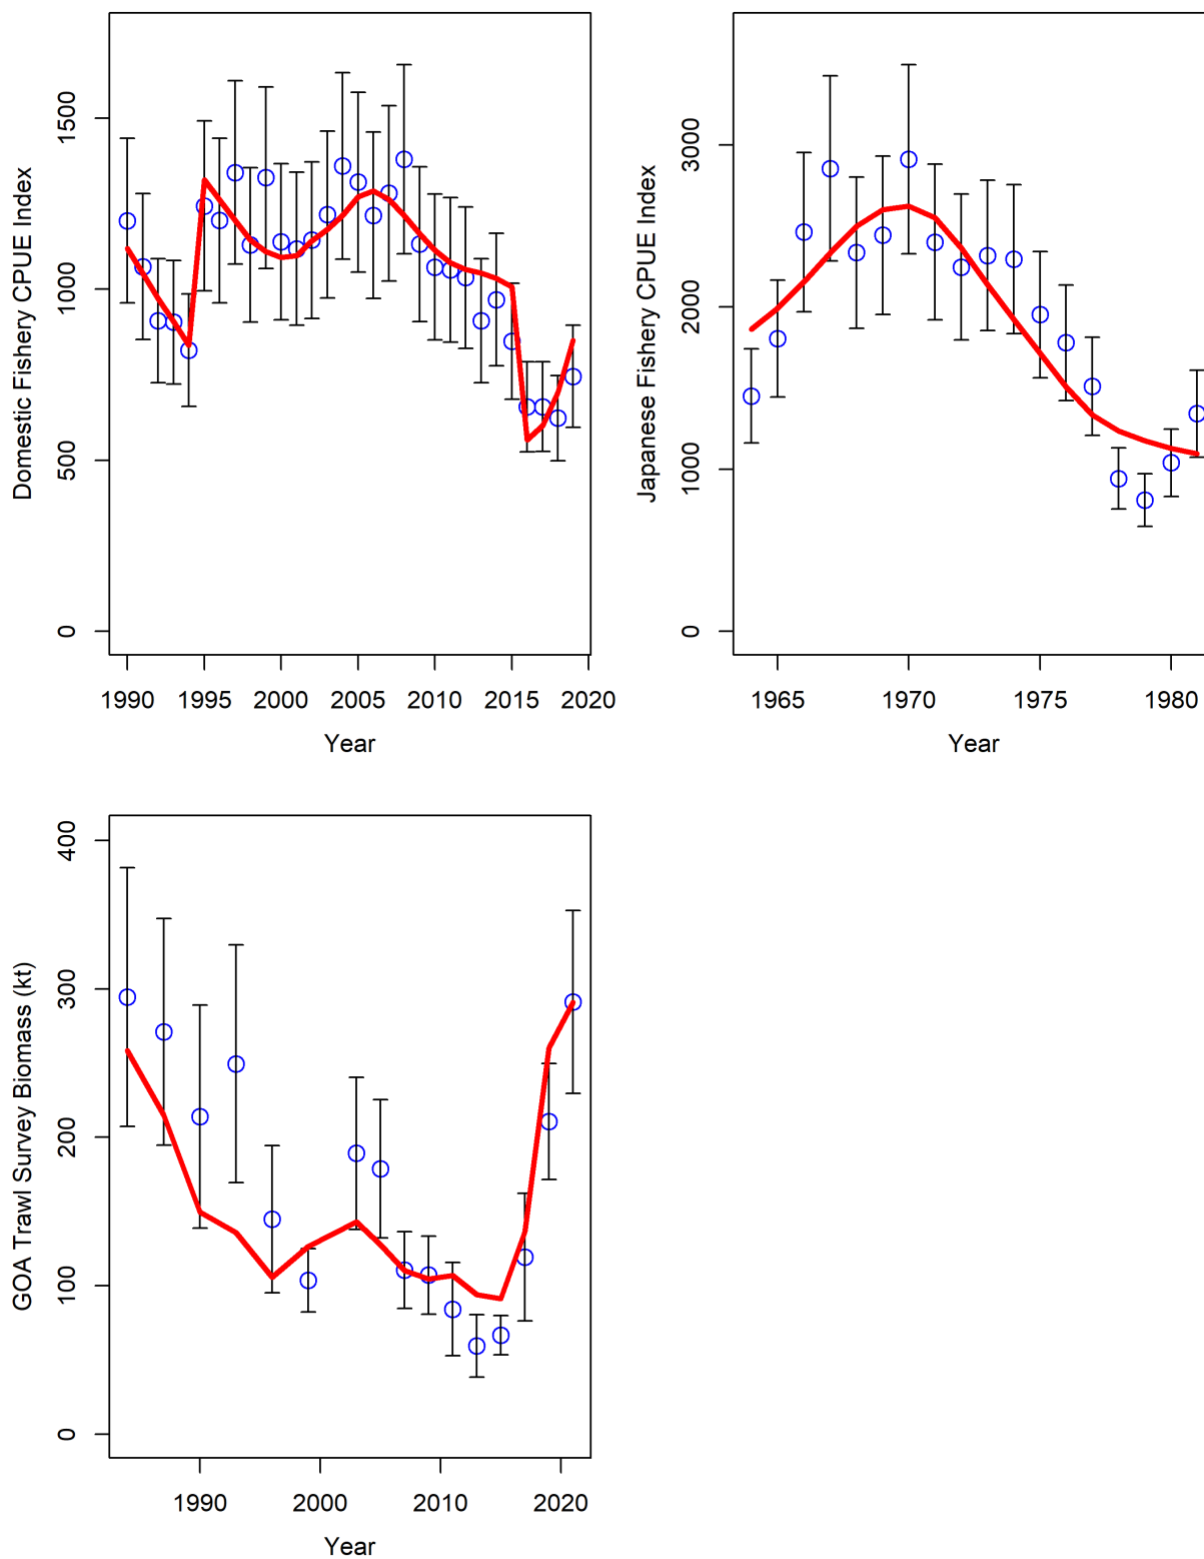 Domestic Fishery CPUE Index
1500
1000
500
0
1990 1995 2000 2005 2010 2015 2020
Year
Japanese Fishery CPUE Index
3000
2000
1000
0
1965 1970 1975 1980
Year
GOA Trawl Survey Biomass (kt)
400
300
200
100
0
1990 2000 2010 2020
Year